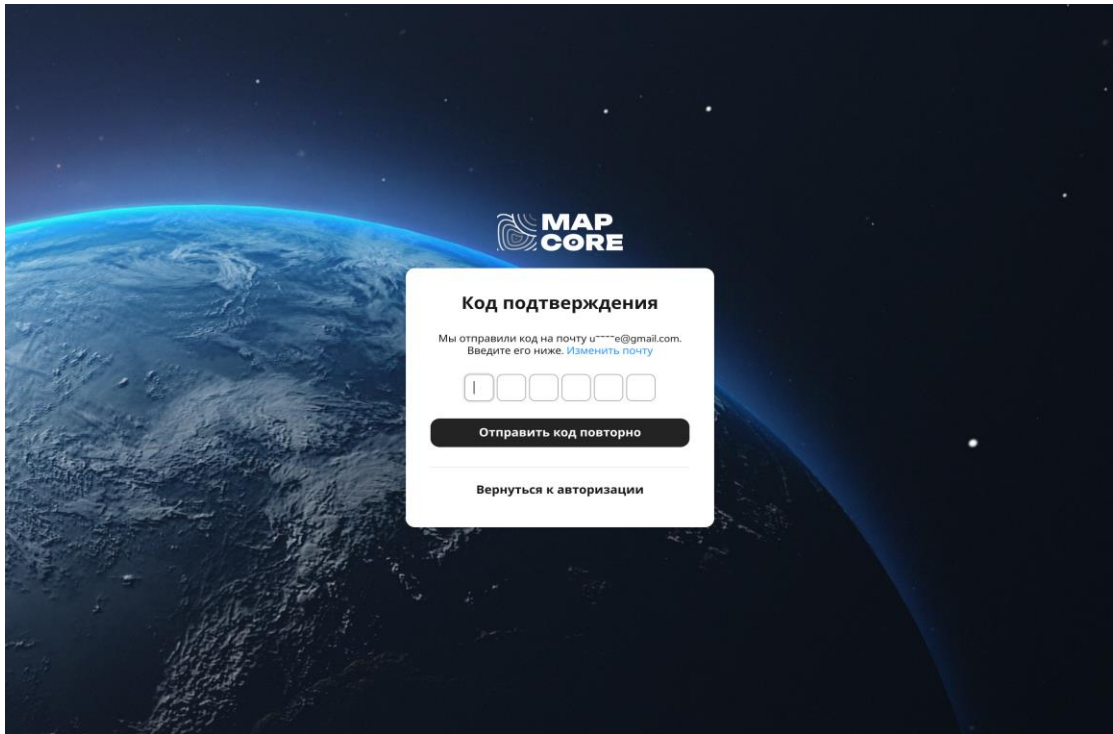 MAP
CORE
Код подтверждения
Мы отправили код на почту u****e@gmail.com.
Введите его ниже. Изменить почту
Отправить код повторно
Вернуться к авторизации